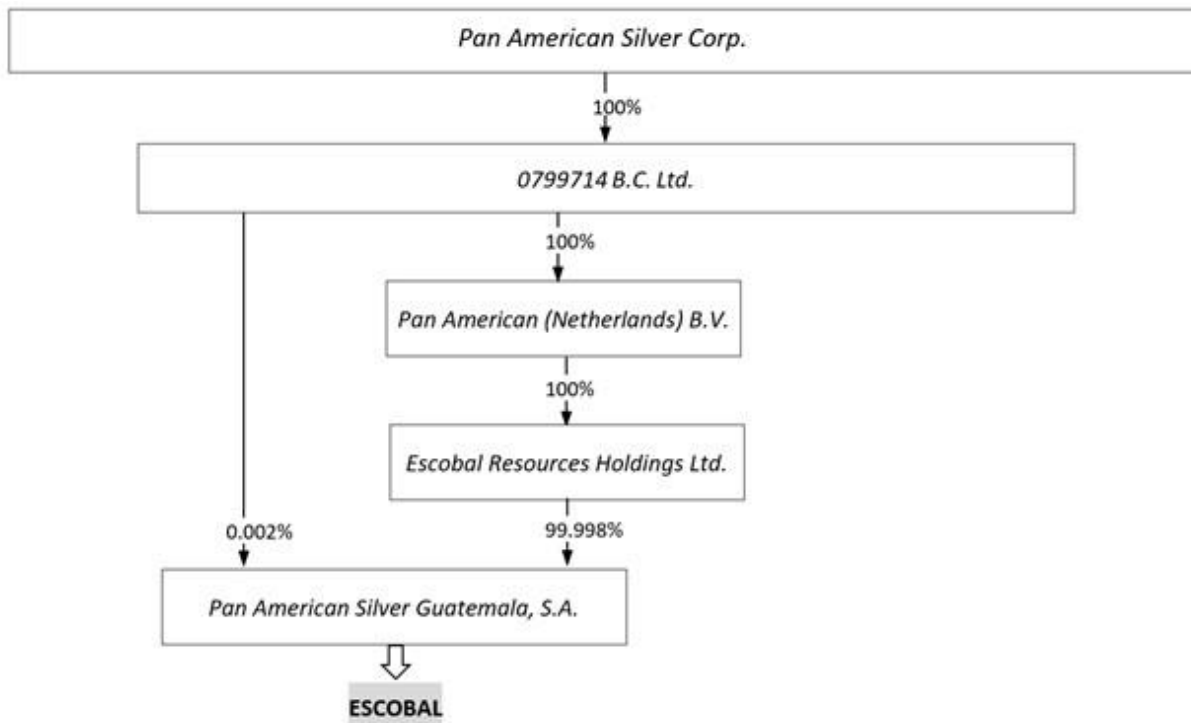 Pan American Silver Corp.
100%
0799714 B.C. Ltd.
100%
Pan American (Netherlands) B.V.
100%
Escobal Resources Holdings Ltd.
0.002%
99.998%
Pan American Silver Guatemala, S.A.
ESCOBAL